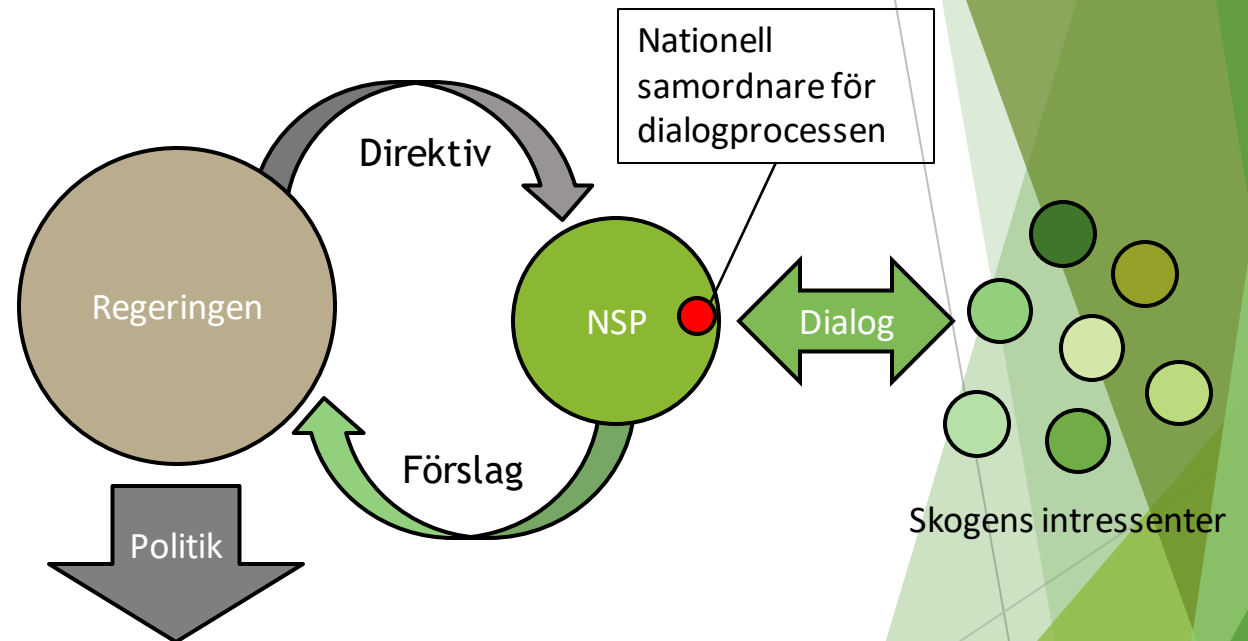 Nationell
samordnare för
dialogprocessen
Direktiv
Regeringen
NSP
Dialog
Förslag
Skogens intressenter
Politik